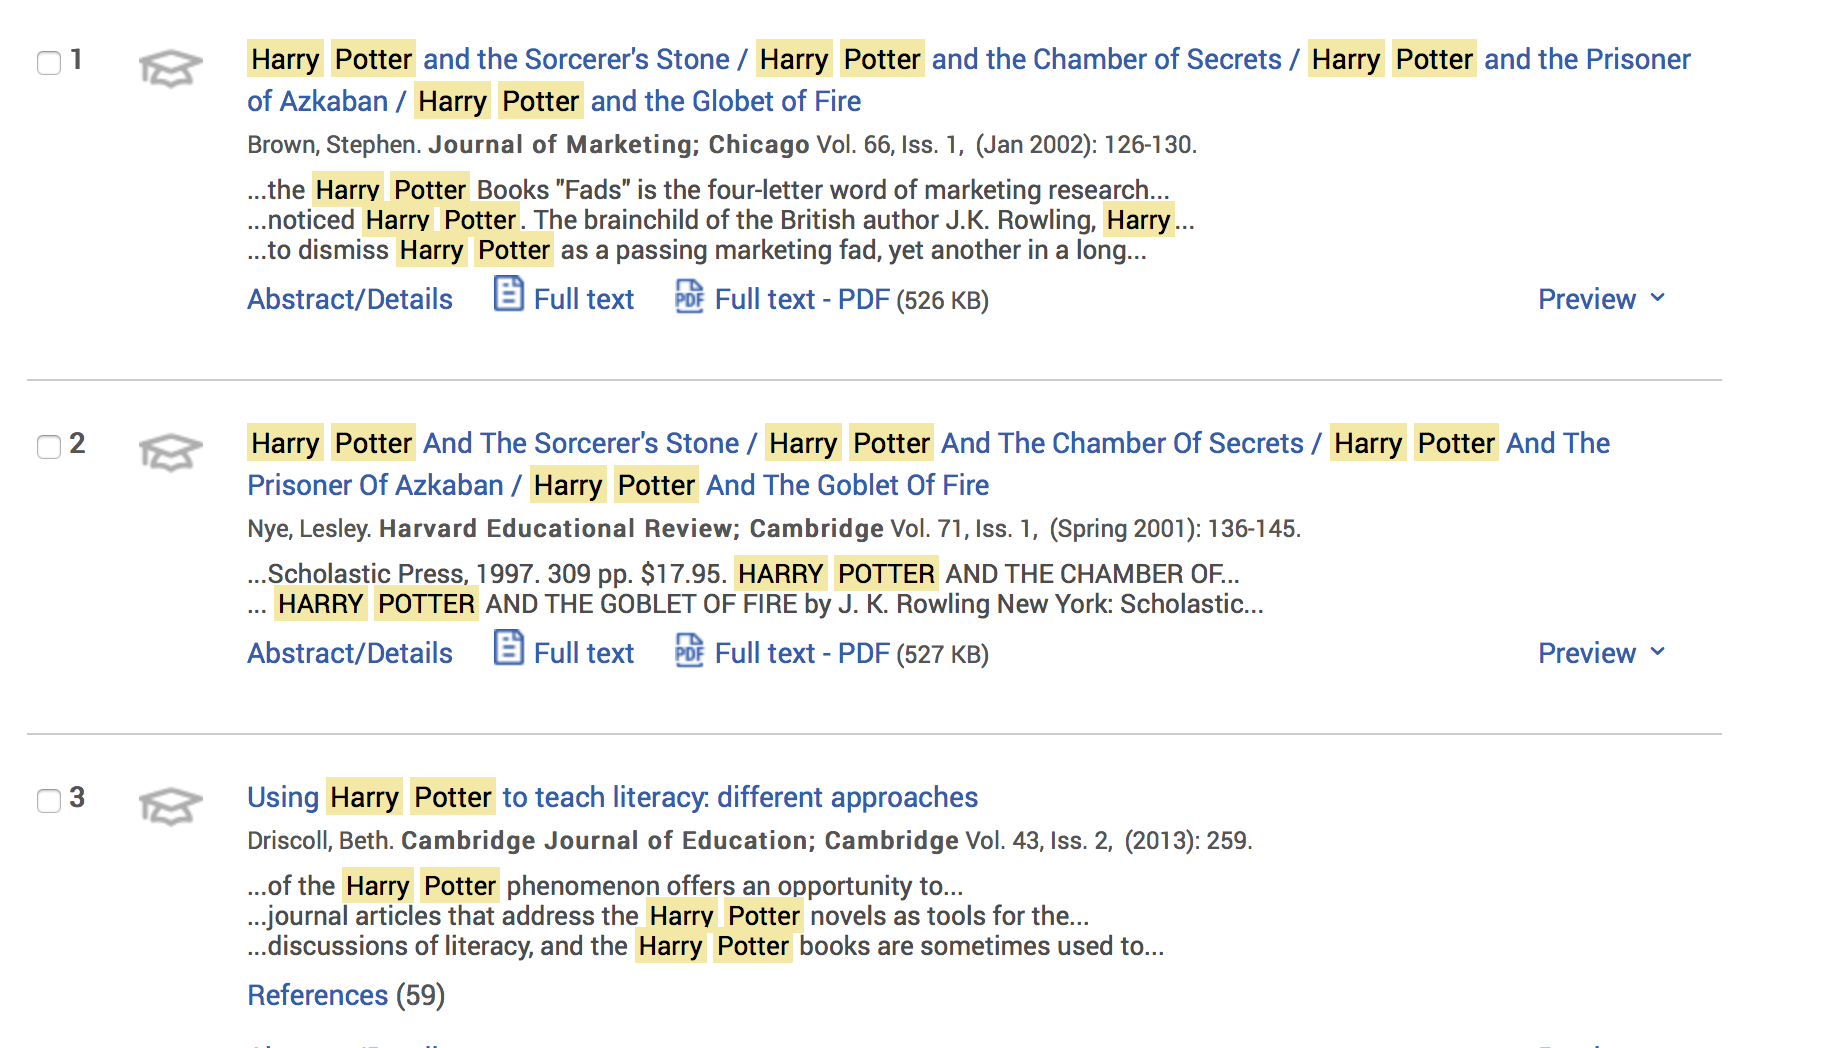 1
Harry Potter and the Sorcerer's Stone / Harry Potter and the Chamber of Secrets / Harry Potter and the Prisoner
of Azkaban / Harry Potter and the Globet of Fire
Brown, Stephen. Journal of Marketing; Chicago Vol. 66, Iss. 1, (Jan 2002): 126-130.
...the Harry Potter Books "Fads" is the four-letter word of marketing research...
...noticed Harry Potter. The brainchild of the British author J.K. Rowling, Harry...
...to dismiss Harry Potter as a passing marketing fad, yet another in a long...
Abstract/Details Full text PDF Full text - PDF (526 KB) Preview
2
Harry Potter And The Sorcerer's Stone / Harry Potter And The Chamber Of Secrets / Harry Potter And The
Prisoner Of Azkaban / Harry Potter And The Goblet Of Fire
Nye, Lesley. Harvard Educational Review; Cambridge Vol. 71, Iss. 1, (Spring 2001): 136-145.
...Scholastic Press, 1997. 309 pp. $17.95. HARRY POTTER AND THE CHAMBER OF...
... HARRY POTTER AND THE GOBLET OF FIRE by J. K. Rowling New York: Scholastic...
Abstract/Details Full text PDF Full text - PDF (527 KB) Preview
3
Using Harry Potter to teach literacy: different approaches
Driscoll, Beth. Cambridge Journal of Education; Cambridge Vol. 43, Iss. 2, (2013): 259.
...of the Harry Potter phenomenon offers an opportunity to...
...journal articles that address the Harry Potter novels as tools for the...
...discussions of literacy, and the Harry Potter books are sometimes used to...
References (59)